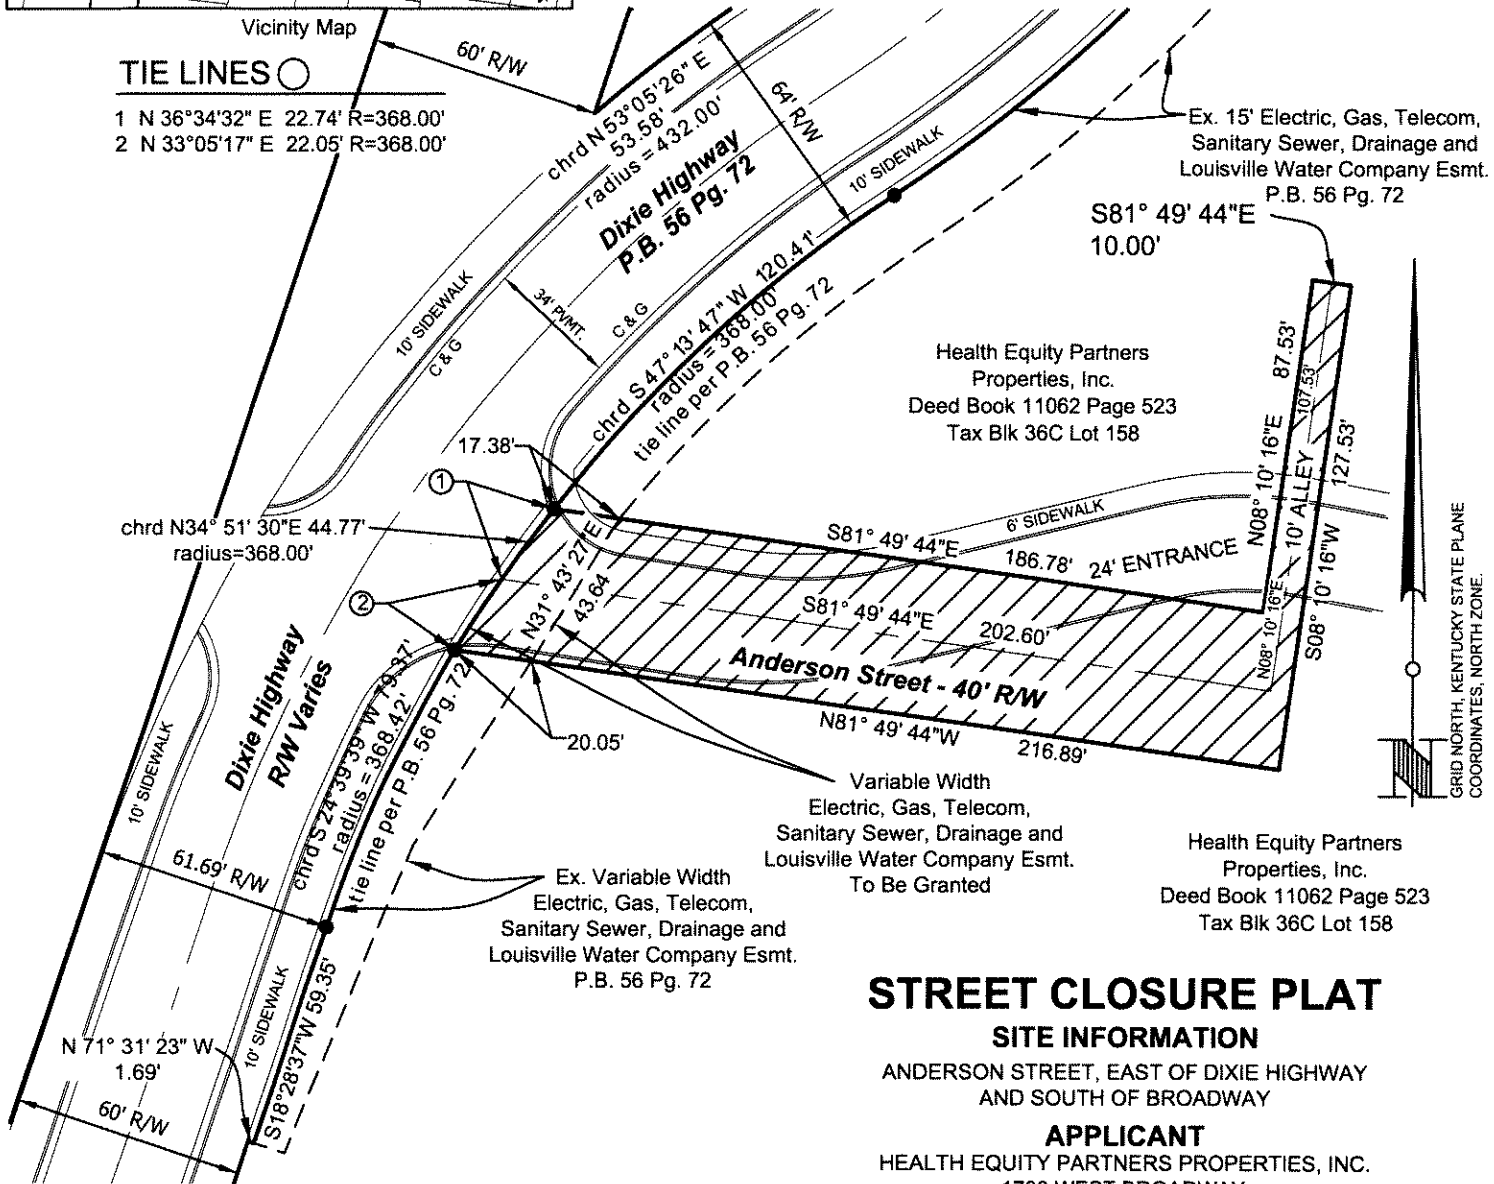 Vicinity Map
TIE LINES
1 N 36°34'32" E 22.74' R=368.00'
2 N 33°05'17" E 22.05' R=368.00'
60' R/W
chrd N 53°05'26" E
53.58'
radius = 432.00'
Dixie Highway
P.B. 56 Pg. 72
64' R/W
10' SIDEWALK
Ex. 15' Electric, Gas, Telecom,
Sanitary Sewer, Drainage and
Louisville Water Company Esmt.
P.B. 56 Pg. 72
S81° 49' 44"E
10.00'
10' SIDEWALK
C & G
34' PVMT.
C & G
chrd S 47° 13' 47" W 120.41'
radius = 368.00'
tie line per P.B. 56 Pg. 72
Health Equity Partners
Properties, Inc.
Deed Book 11062 Page 523
Tax Blk 36C Lot 158
87.53'
N08° 10' 16"E
107.53'
10' ALLEY
127.53'
S08° 10' 16"W
17.38'
1
chrd N34° 51' 30"E 44.77'
radius=368.00'
6' SIDEWALK
S81° 49' 44"E
186.78'
24' ENTRANCE
N31° 43' 27" E
43.64
2
S81° 49' 44"E
202.60'
N08° 10' 16"E
Anderson Street - 40' R/W
N81° 49' 44"W
216.89'
20.05'
Dixie Highway
R/W Varies
10' SIDEWALK
chrd S 24°39'39" W 79.37'
radius = 368.42'
tie line per P.B. 56 Pg. 72
Variable Width
Electric, Gas, Telecom,
Sanitary Sewer, Drainage and
Louisville Water Company Esmt.
To Be Granted
GRID NORTH, KENTUCKY STATE PLANE
COORDINATES, NORTH ZONE.
N
61.69' R/W
Ex. Variable Width
Electric, Gas, Telecom,
Sanitary Sewer, Drainage and
Louisville Water Company Esmt.
P.B. 56 Pg. 72
Health Equity Partners
Properties, Inc.
Deed Book 11062 Page 523
Tax Blk 36C Lot 158
10' SIDEWALK
S18°28'37"W 59.35'
N 71° 31' 23" W
1.69'
60' R/W
STREET CLOSURE PLAT
SITE INFORMATION
ANDERSON STREET, EAST OF DIXIE HIGHWAY
AND SOUTH OF BROADWAY
APPLICANT
HEALTH EQUITY PARTNERS PROPERTIES, INC.